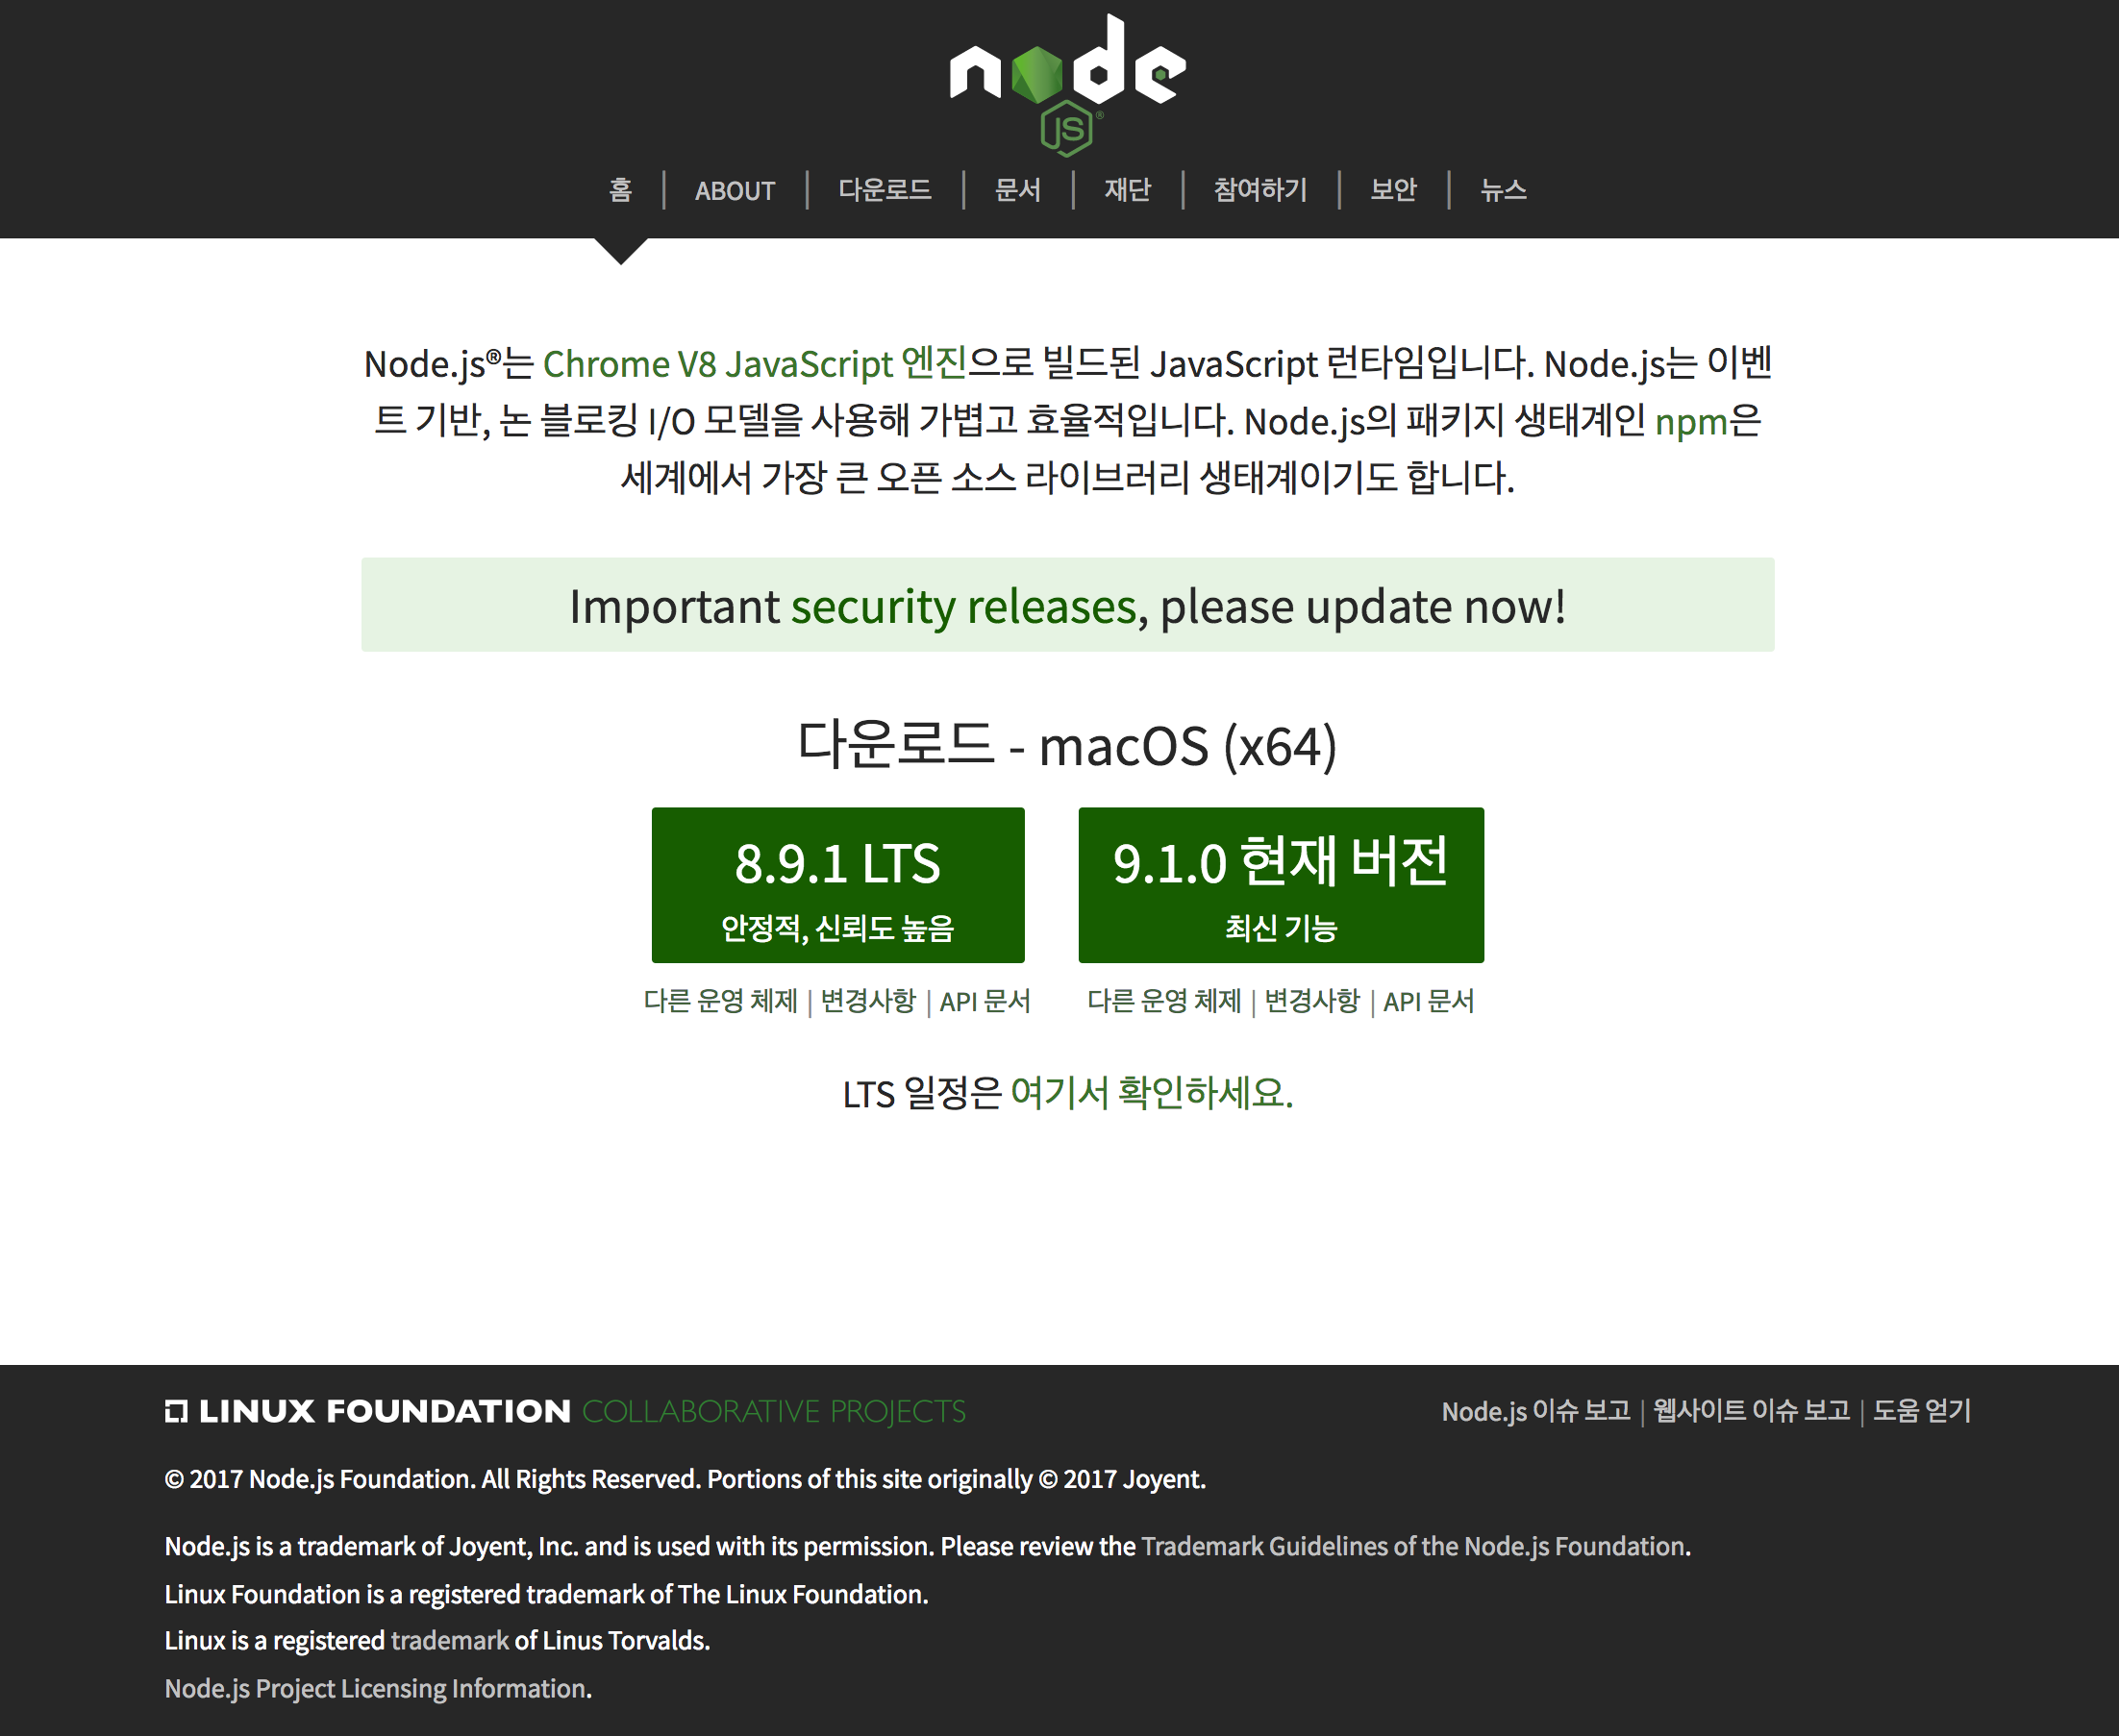 node
JS®
홈 | ABOUT | 다운로드 | 문서 | 재단 | 참여하기 | 보안 | 뉴스
Node.js®는 Chrome V8 JavaScript 엔진으로 빌드된 JavaScript 런타임입니다. Node.js는 이벤
트 기반, 논 블로킹 I/O 모델을 사용해 가볍고 효율적입니다. Node.js의 패키지 생태계인 npm은
세계에서 가장 큰 오픈 소스 라이브러리 생태계이기도 합니다.
Important security releases, please update now!
다운로드 - macOS (x64)
8.9.1 LTS
안정적, 신뢰도 높음
다른 운영 체제 | 변경사항 | API 문서
9.1.0 현재 버전
최신 기능
다른 운영 체제 | 변경사항 | API 문서
LTS 일정은 여기서 확인하세요.
LINUX FOUNDATION COLLABORATIVE PROJECTS
Node.js 이슈 보고 | 웹사이트 이슈 보고 | 도움 얻기
© 2017 Node.js Foundation. All Rights Reserved. Portions of this site originally © 2017 Joyent.
Node.js is a trademark of Joyent, Inc. and is used with its permission. Please review the Trademark Guidelines of the Node.js Foundation.
Linux Foundation is a registered trademark of The Linux Foundation.
Linux is a registered trademark of Linus Torvalds.
Node.js Project Licensing Information.